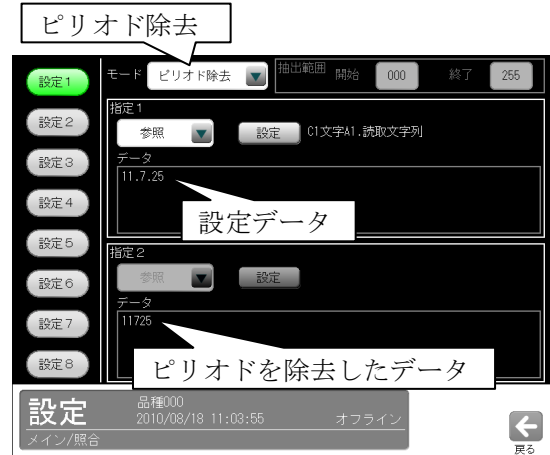 ピリオド除去
モード ピリオド除去 抽出範囲 開始 000 終了 255
設定1
設定2
設定3
設定4
設定5
設定6
設定7
設定8
指定1
参照 設定 C1文字A1.読取文字列
データ
11.7.25
設定データ
指定2
参照 設定
データ
11725
ピリオドを除去したデータ
設定 品種000
2010/08/18 11:03:55 オフライン
メイン/照合
戻る